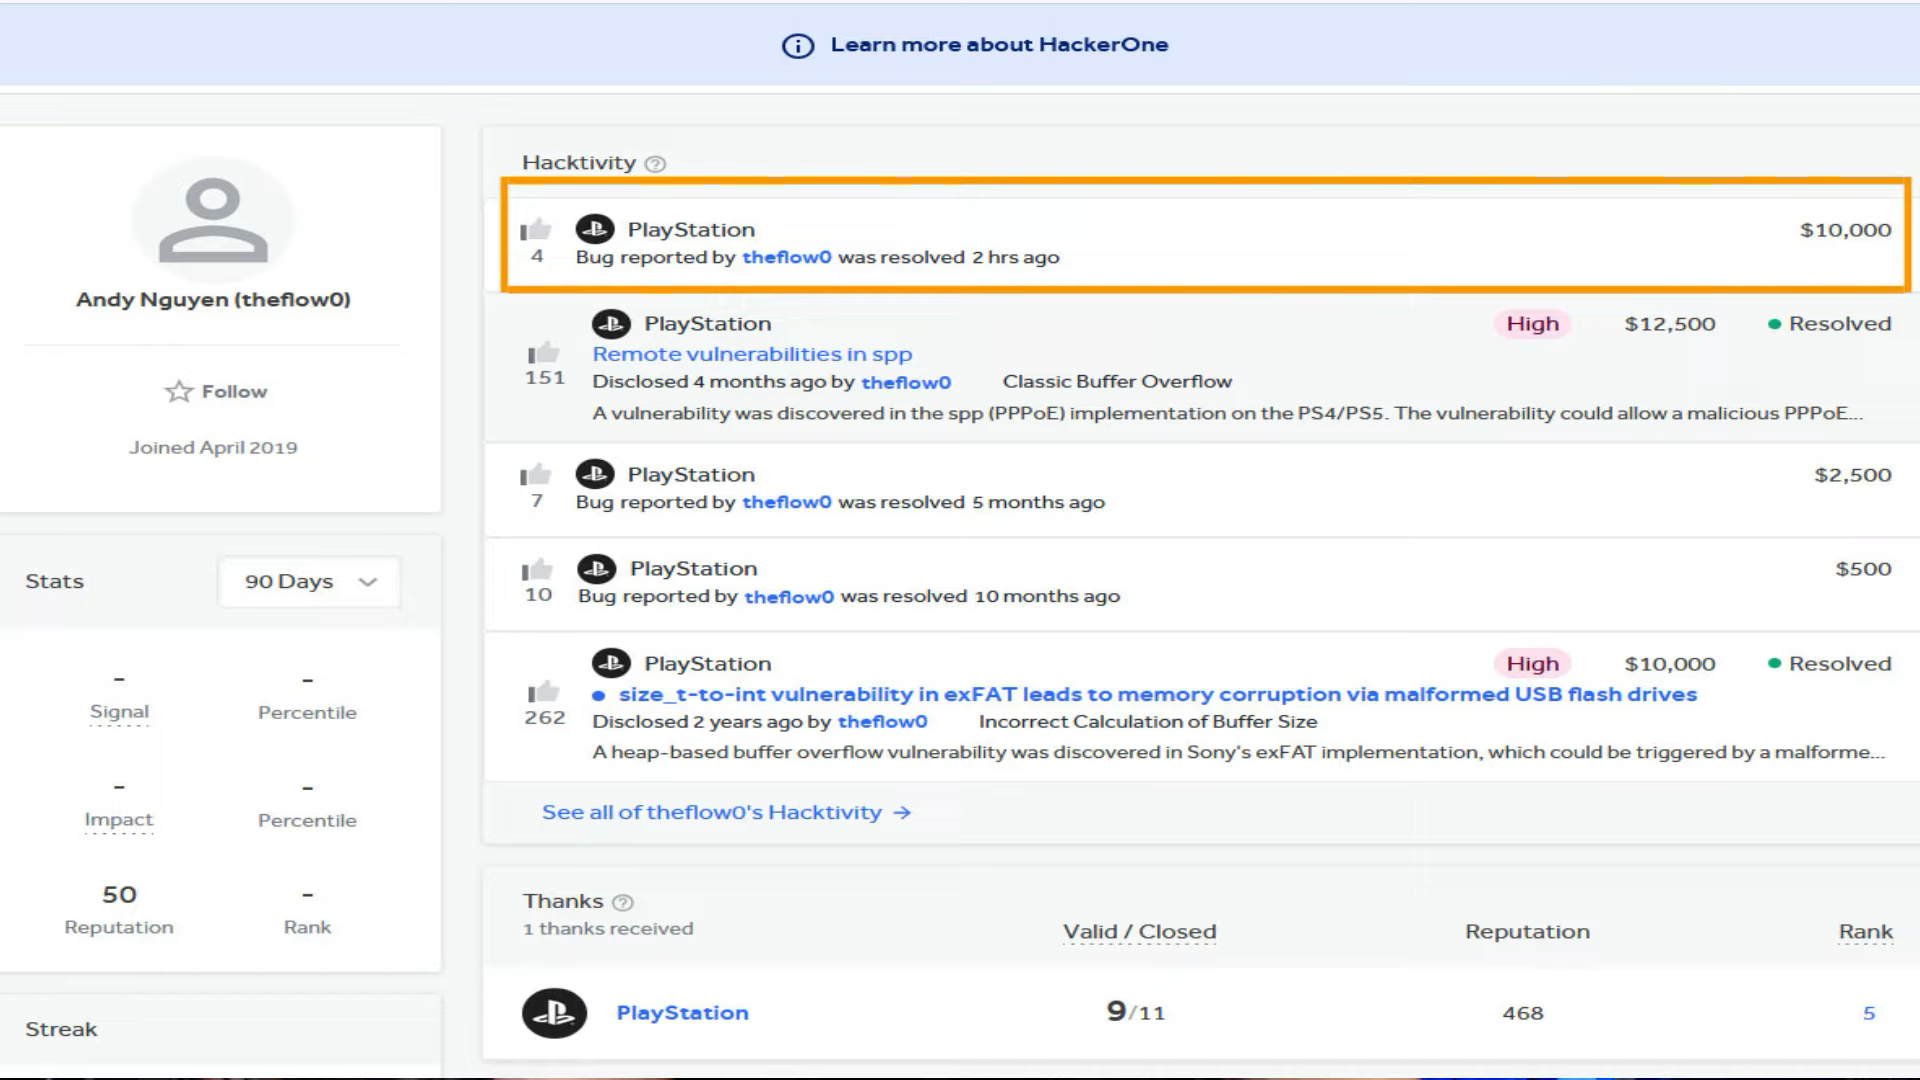 Learn more about HackerOne
Andy Nguyen (theflow0)
Follow
Joined April 2019
Stats
90 Days
-
Signal
-
Percentile
-
Impact
-
Percentile
50
Reputation
-
Rank
Streak
Hacktivity
4
PlayStation
$10,000
Bug reported by theflow0 was resolved 2 hrs ago
151
PlayStation
High
$12,500
Resolved
Remote vulnerabilities in spp
Disclosed 4 months ago by theflow0
Classic Buffer Overflow
A vulnerability was discovered in the spp (PPPoE) implementation on the PS4/PS5. The vulnerability could allow a malicious PPPoE...
7
PlayStation
$2,500
Bug reported by theflow0 was resolved 5 months ago
10
PlayStation
$500
Bug reported by theflow0 was resolved 10 months ago
262
PlayStation
High
$10,000
Resolved
size_t-to-int vulnerability in exFAT leads to memory corruption via malformed USB flash drives
Disclosed 2 years ago by theflow0
Incorrect Calculation of Buffer Size
A heap-based buffer overflow vulnerability was discovered in Sony's exFAT implementation, which could be triggered by a malforme...
See all of theflow0's Hacktivity →
Thanks
1 thanks received
Valid / Closed
Reputation
Rank
PlayStation
9/11
468
5